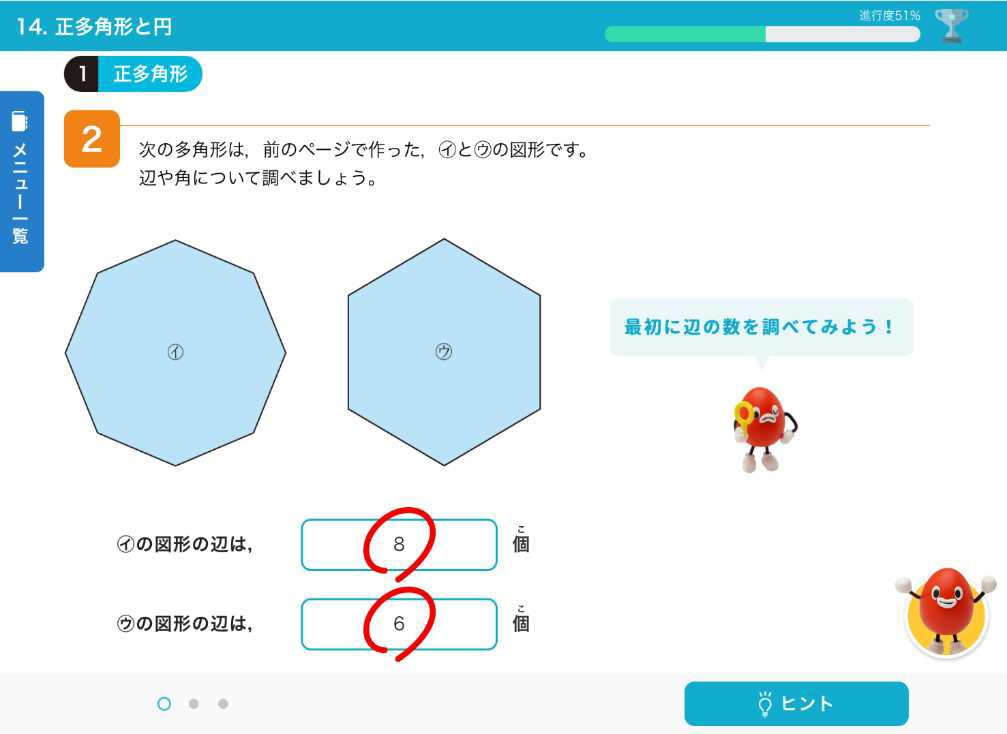 14. 正多角形と円
進行度51%
1 正多角形
メニュー一覧
2
次の多角形は，前のページで作った，㋑と㋒の図形です。
辺や角について調べましょう。
㋑
㋒
最初に辺の数を調べてみよう！
㋑の図形の辺は， 8 個
こ
㋒の図形の辺は， 6 個
こ
ヒント